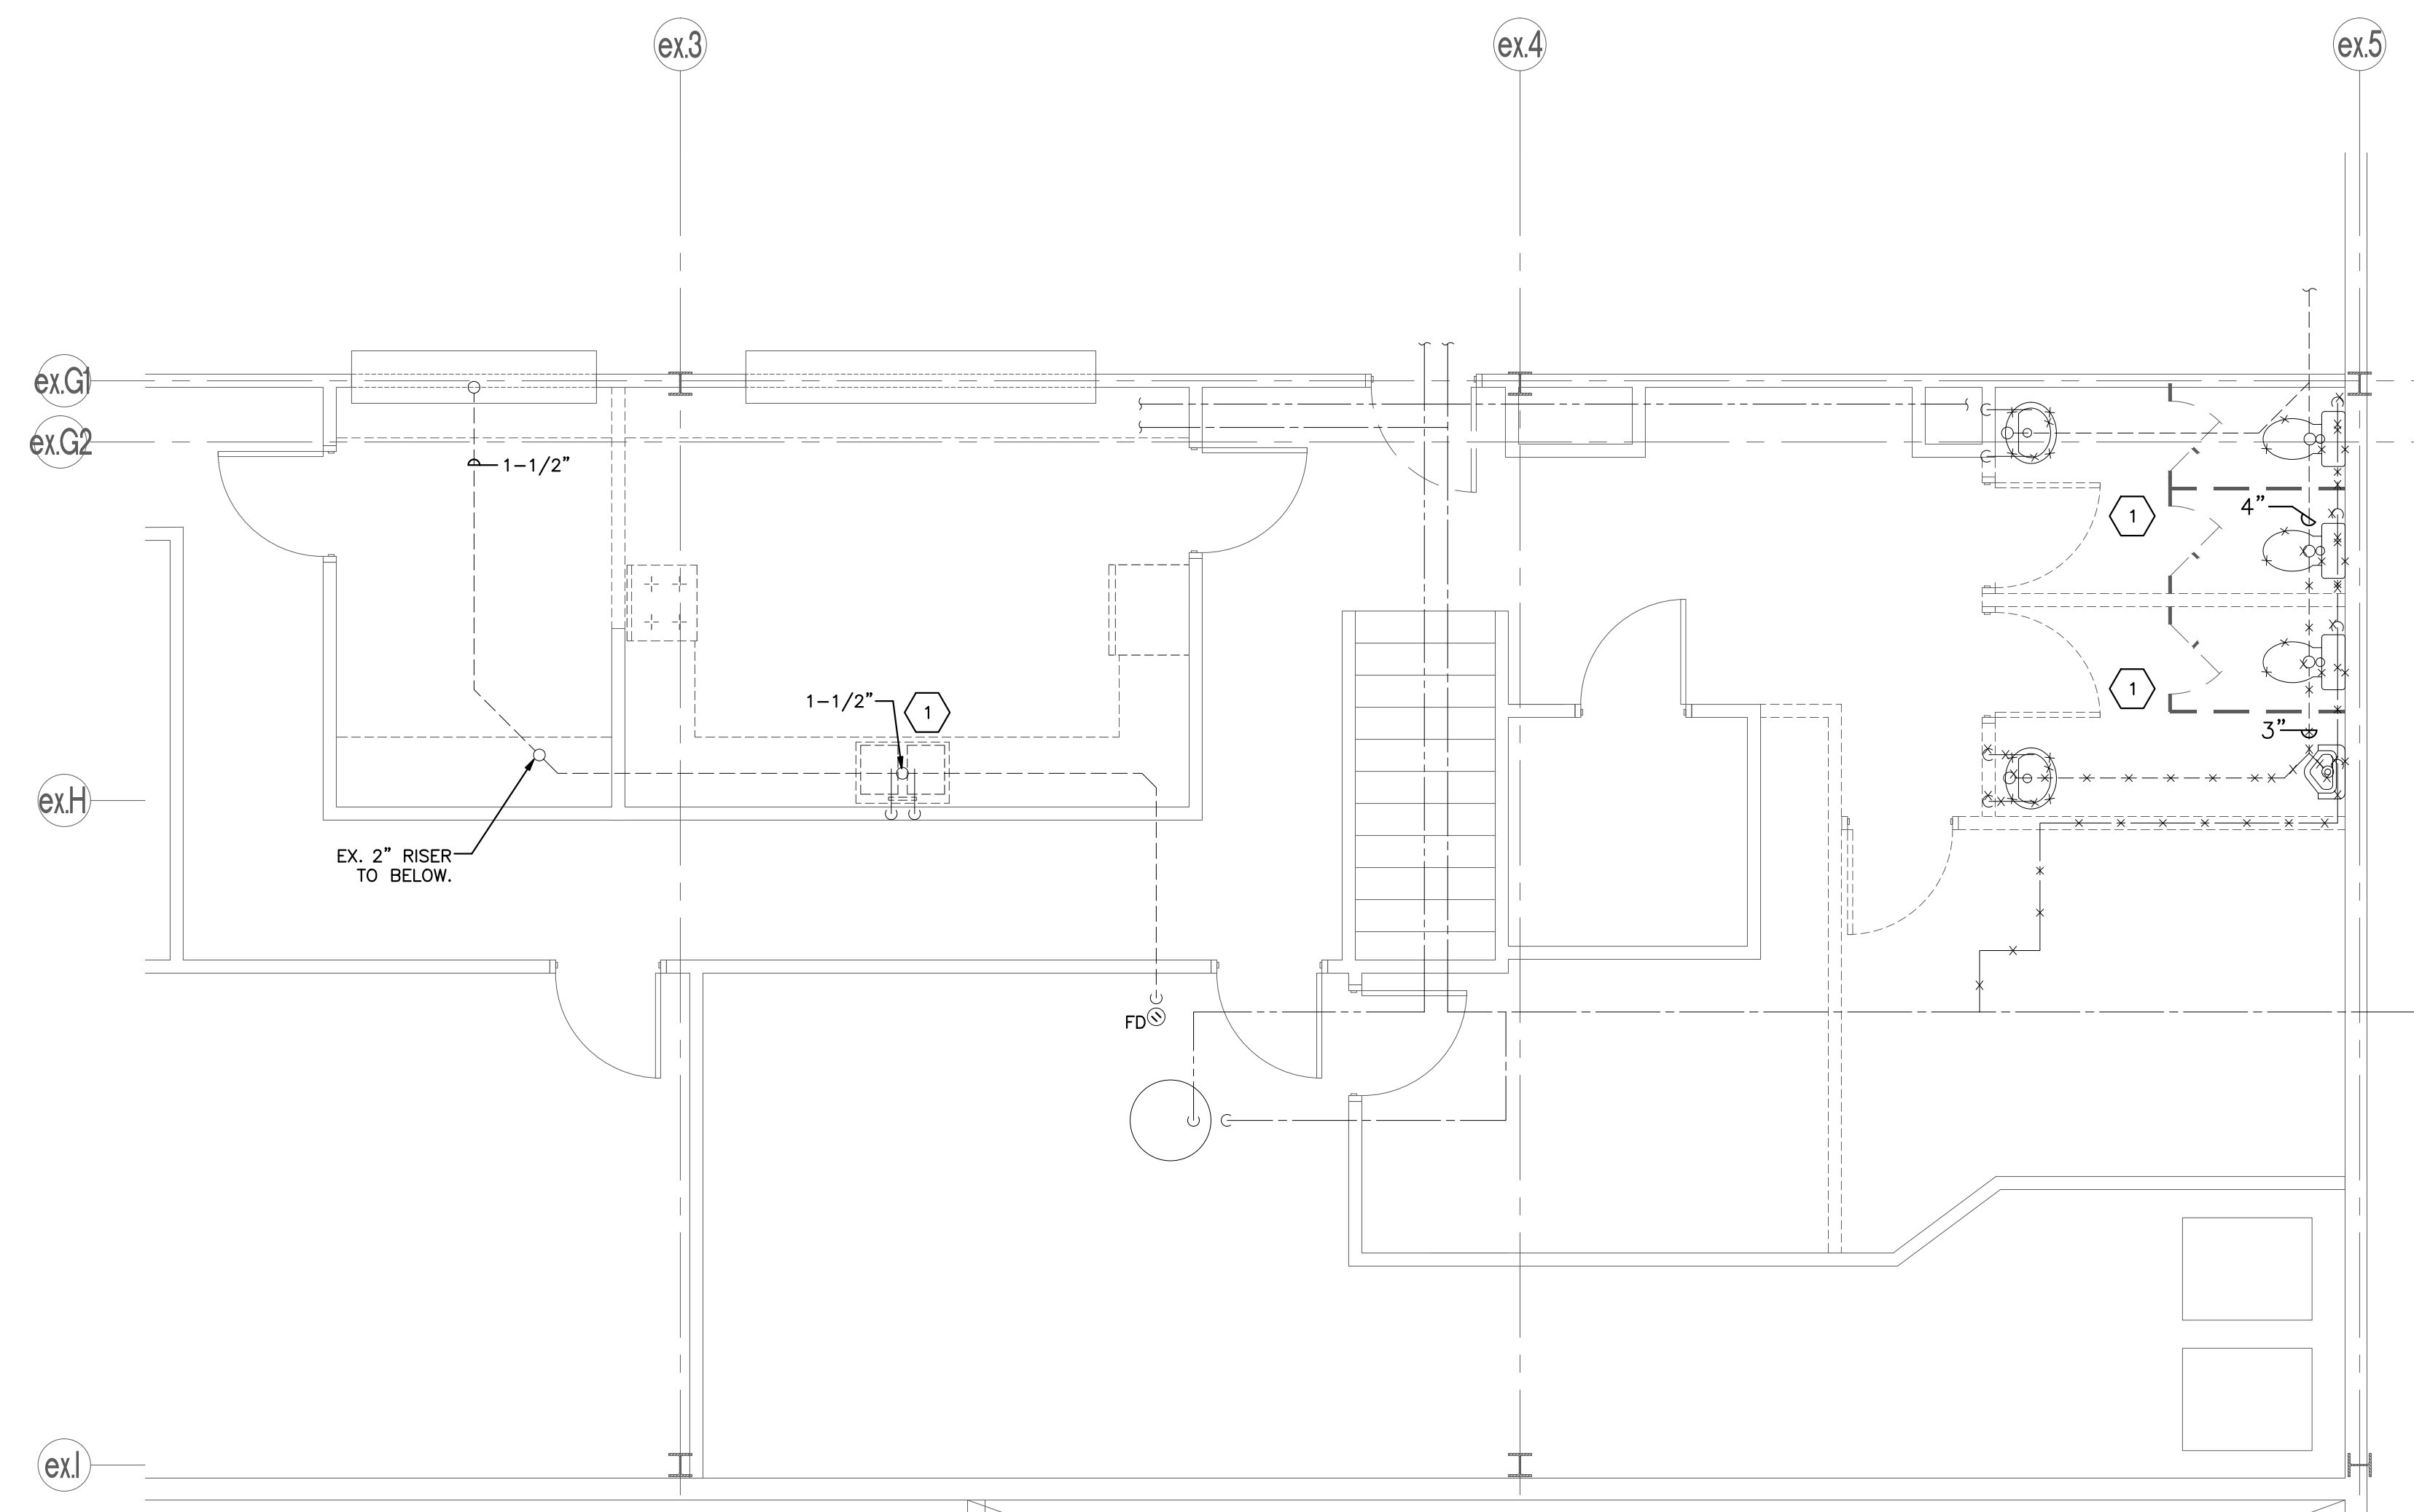 ex.3
ex.4
ex.5
ex.G1
ex.G2
1-1/2"
4"
1
1-1/2"
1
1
3"
ex.H
EX. 2" RISER
TO BELOW.
FD
ex.I